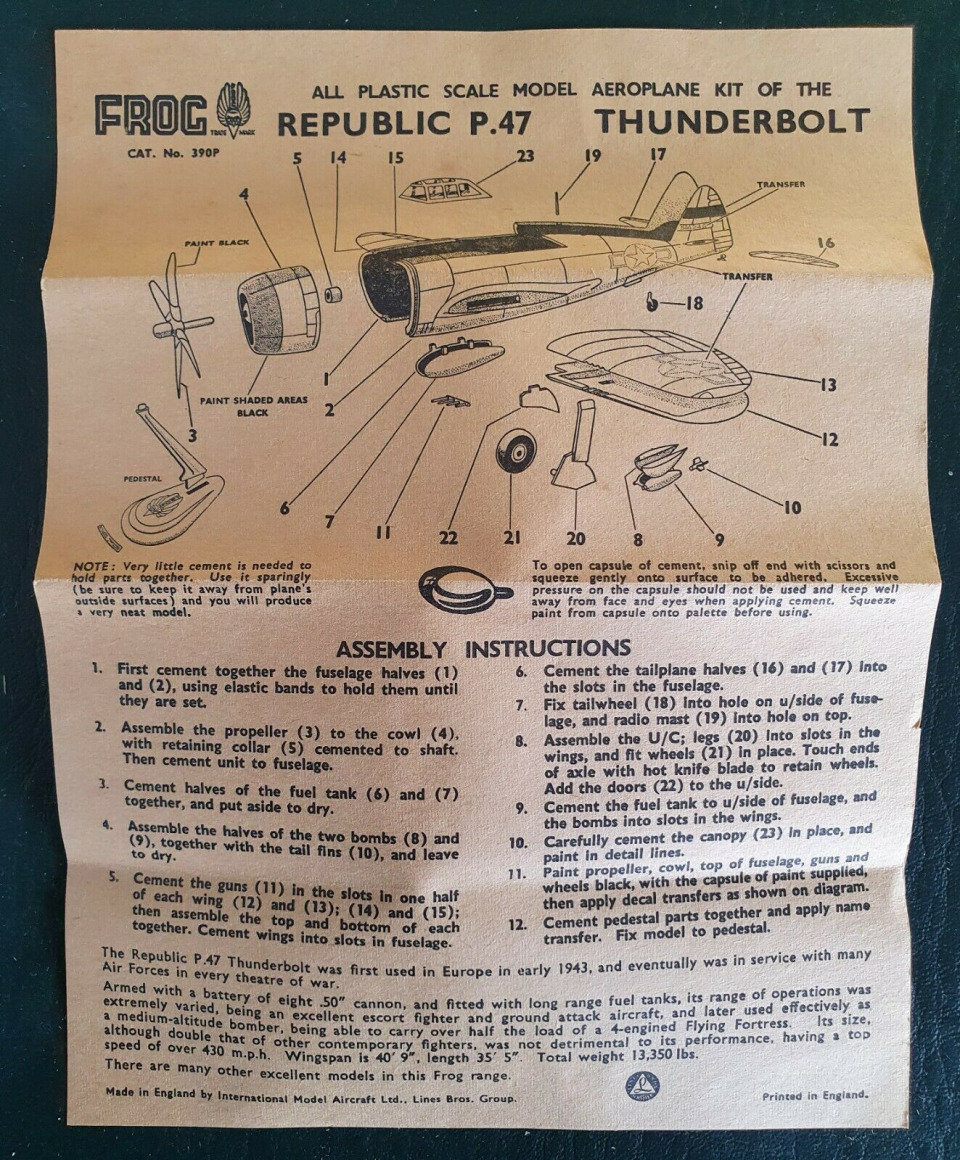 FROG
TRADE MARK
ALL PLASTIC SCALE MODEL AEROPLANE KIT OF THE
REPUBLIC P.47 THUNDERBOLT
CAT. No. 390P
5 14 15 23 19 17
4
TRANSFER
PAINT BLACK
16
TRANSFER
18
1
2
13
PAINT SHADED AREAS
BLACK
3
12
PEDESTAL
6 7 11 22 21 20 8 9 10
NOTE: Very little cement is needed to
hold parts together. Use it sparingly
(be sure to keep it away from plane's
outside surfaces) and you will produce
a very neat model.
To open capsule of cement, snip off end with scissors and
squeeze gently onto surface to be adhered. Excessive
pressure on the capsule should not be used and keep well
away from face and eyes when applying cement. Squeeze
paint from capsule onto palette before using.
ASSEMBLY INSTRUCTIONS
1. First cement together the fuselage halves (1)
and (2), using elastic bands to hold them until
they are set.
2. Assemble the propeller (3) to the cowl (4),
with retaining collar (5) cemented to shaft.
Then cement unit to fuselage.
3. Cement halves of the fuel tank (6) and (7)
together, and put aside to dry.
4. Assemble the halves of the two bombs (8) and
(9), together with the tail fins (10), and leave
to dry.
5. Cement the guns (11) in the slots in one half
of each wing (12) and (13); (14) and (15);
then assemble the top and bottom of each
together. Cement wings into slots in fuselage.
6. Cement the tailplane halves (16) and (17) into
the slots in the fuselage.
7. Fix tailwheel (18) into hole on u/side of fuse-
lage, and radio mast (19) into hole on top.
8. Assemble the U/C; legs (20) into slots in the
wings, and fit wheels (21) in place. Touch ends
of axle with hot knife blade to retain wheels.
Add the doors (22) to the u/side.
9. Cement the fuel tank to u/side of fuselage, and
the bombs into slots in the wings.
10. Carefully cement the canopy (23) in place, and
paint in detail lines.
11. Paint propeller, cowl, top of fuselage, guns and
wheels black, with the capsule of paint supplied,
then apply decal transfers as shown on diagram.
12. Cement pedestal parts together and apply name
transfer. Fix model to pedestal.
The Republic P.47 Thunderbolt was first used in Europe in early 1943, and eventually was in service with many
Air Forces in every theatre of war.
Armed with a battery of eight .50" cannon, and fitted with long range fuel tanks, its range of operations was
extremely varied, being an excellent escort fighter and ground attack aircraft, and later used effectively as
a medium-altitude bomber, being able to carry over half the load of a 4-engined Flying Fortress. Its size,
although double that of other contemporary fighters, was not detrimental to its performance, having a top
speed of over 430 m.p.h. Wingspan is 40' 9", length 35' 5". Total weight 13,350 lbs.
There are many other excellent models in this Frog range.
Made in England by International Model Aircraft Ltd., Lines Bros. Group.
Printed in England.